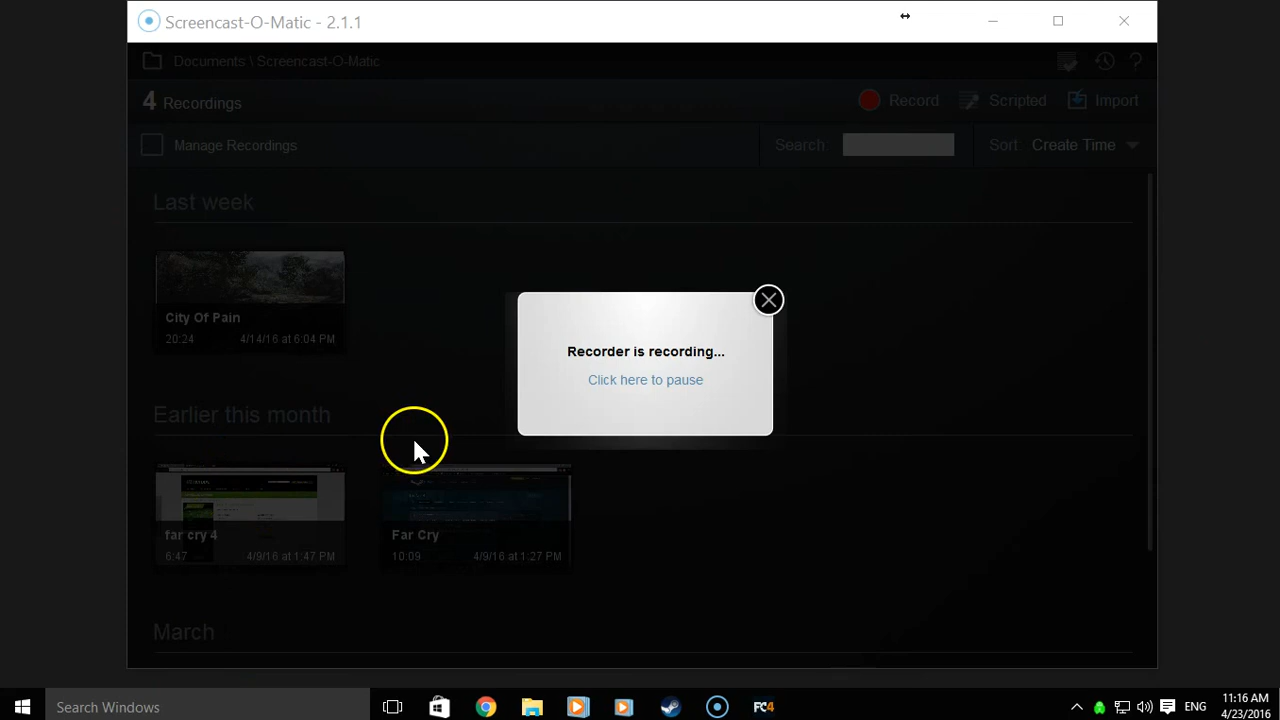 Screencast-O-Matic - 2.1.1
Documents \ Screencast-O-Matic
4 Recordings
Record
Scripted
Import
Manage Recordings
Search:
Sort: Create Time
Last week
City Of Pain
20:24 4/14/16 at 6:04 PM
Recorder is recording...
Click here to pause
Earlier this month
far cry 4
6:47 4/9/16 at 1:47 PM
Far Cry
10:09 4/9/16 at 1:27 PM
March
Search Windows
FC4
ENG
11:16 AM
4/23/2016